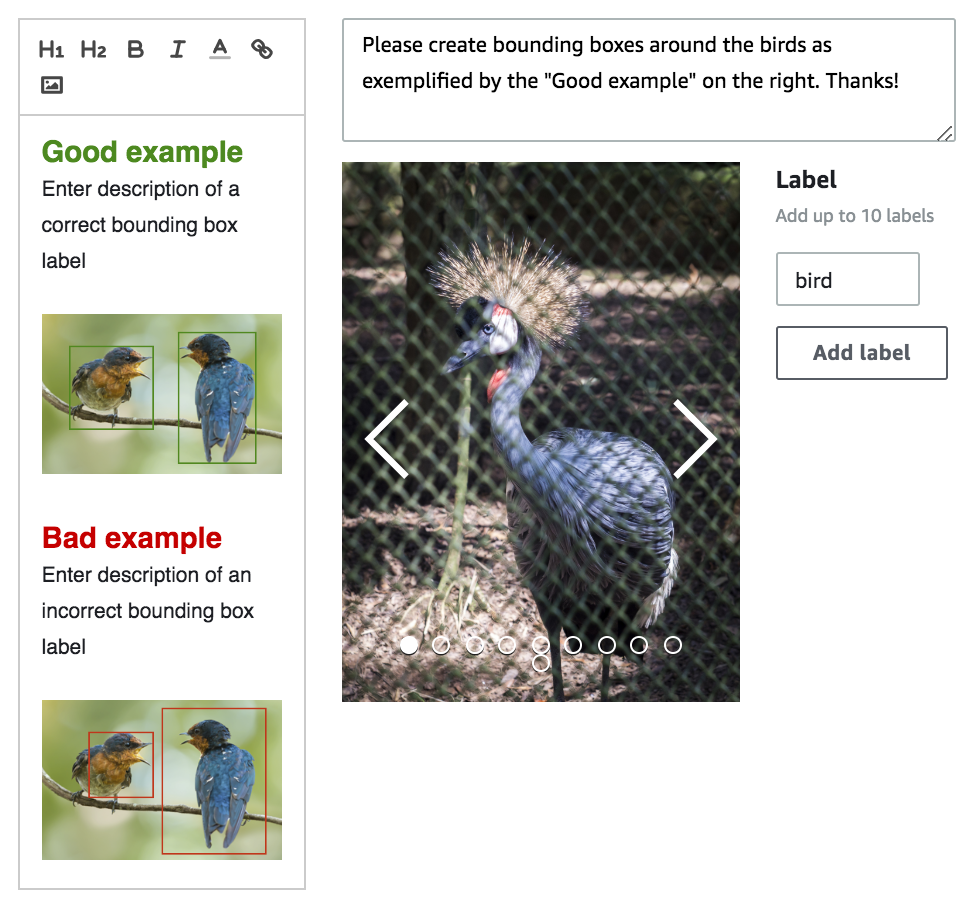 H1 H2 B I A
Good example
Enter description of a
correct bounding box
label
Bad example
Enter description of an
incorrect bounding box
label
Please create bounding boxes around the birds as
exemplified by the "Good example" on the right. Thanks!
Label
Add up to 10 labels
bird
Add label